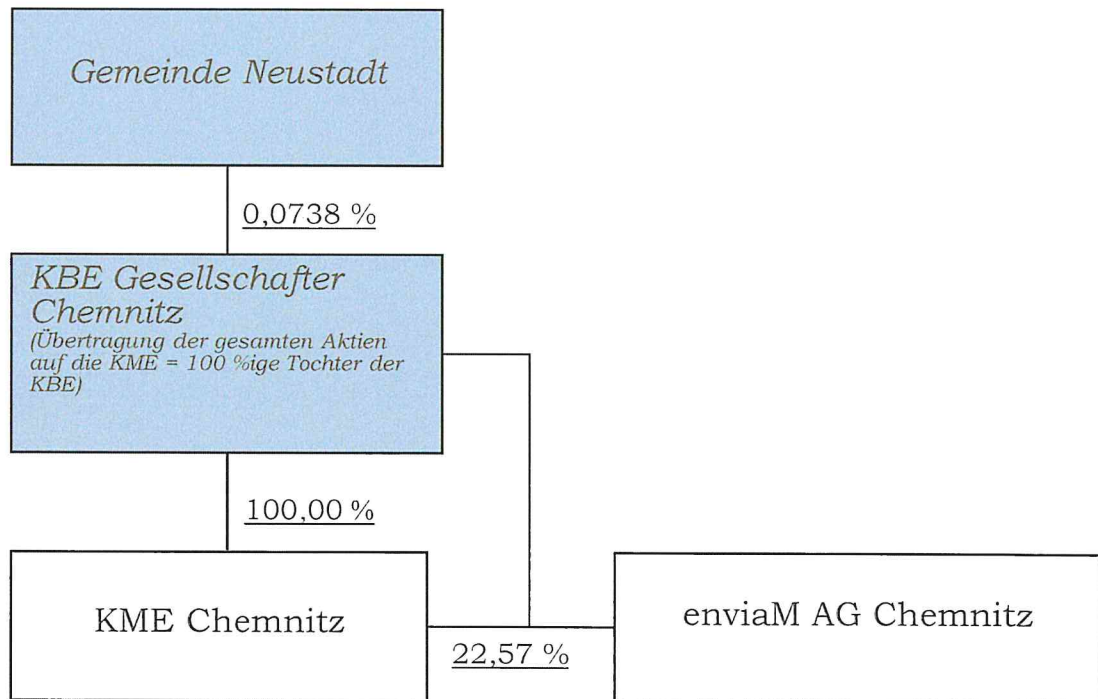 Gemeinde Neustadt
0,0738 %
KBE Gesellschafter
Chemnitz
(Übertragung der gesamten Aktien
auf die KME = 100 %ige Tochter der
KBE)
100,00 %
KME Chemnitz
22,57 %
enviaM AG Chemnitz